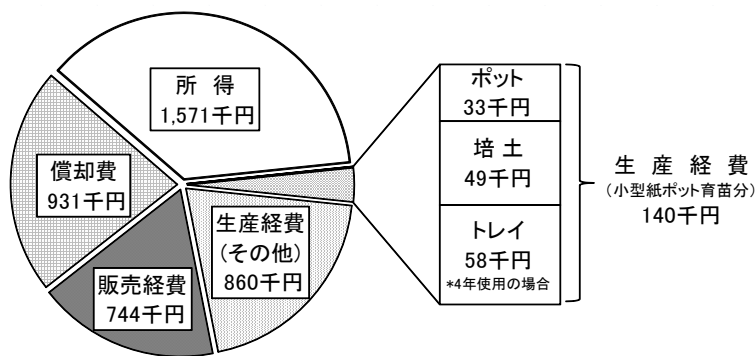 所 得
1,571千円
償却費
931千円
販売経費
744千円
生産経費
(その他)
860千円
ポット
33千円
培 土
49千円
トレイ
58千円
*4年使用の場合
生 産 経 費
(小型紙ポット育苗分)
140千円